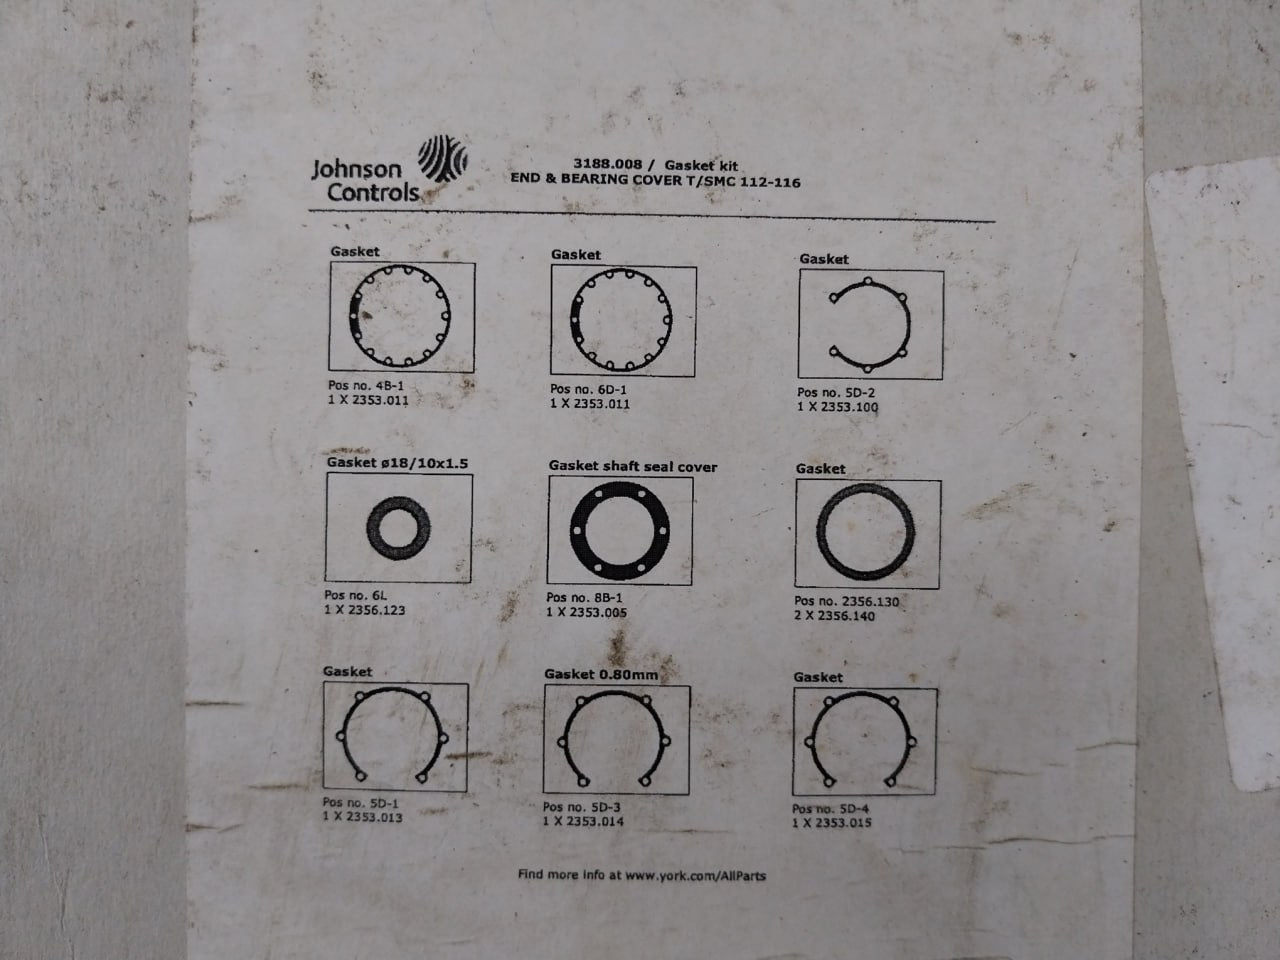 Johnson
Controls
3188.008 / Gasket kit
END & BEARING COVER T/SMC 112-116
Gasket
Pos no. 4B-1
1 X 2353.011
Gasket
Pos no. 6D-1
1 X 2353.011
Gasket
Pos no. 5D-2
1 X 2353.100
Gasket ø18/10x1.5
Pos no. 6L
1 X 2356.123
Gasket shaft seal cover
Pos no. 8B-1
1 X 2353.005
Gasket
Pos no. 2356.130
2 X 2356.140
Gasket
Pos no. 5D-1
1 X 2353.013
Gasket 0.80mm
Pos no. 5D-3
1 X 2353.014
Gasket
Pos no. 5D-4
1 X 2353.015
Find more info at www.york.com/AllParts